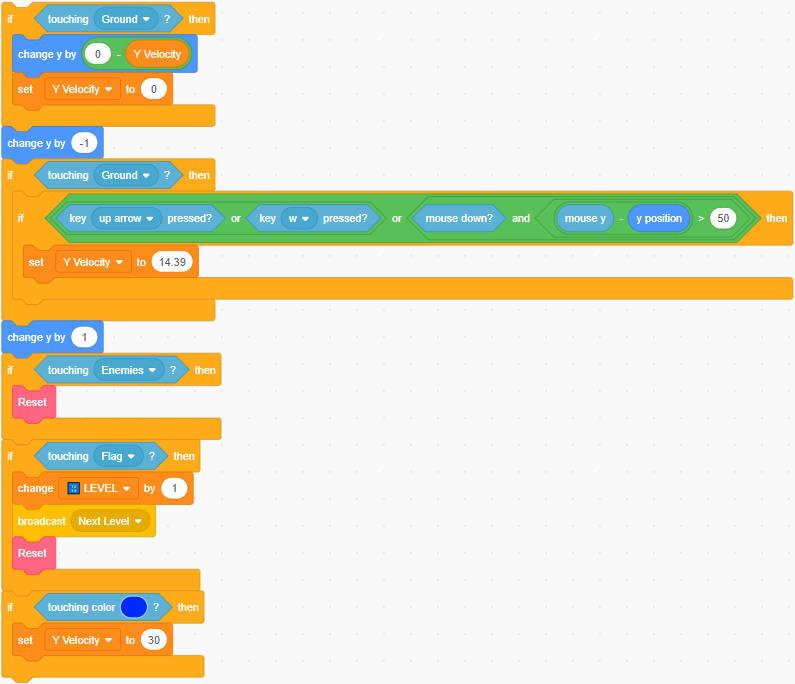 if touching Ground ? then
change y by 0 - Y Velocity
set Y Velocity to 0
change y by -1
if touching Ground ? then
if key up arrow pressed? or key w pressed? or mouse down? and mouse y - y position > 50 then
set Y Velocity to 14.39
change y by 1
if touching Enemies ? then
Reset
if touching Flag ? then
change LEVEL by 1
broadcast Next Level
Reset
if touching color ? then
set Y Velocity to 30